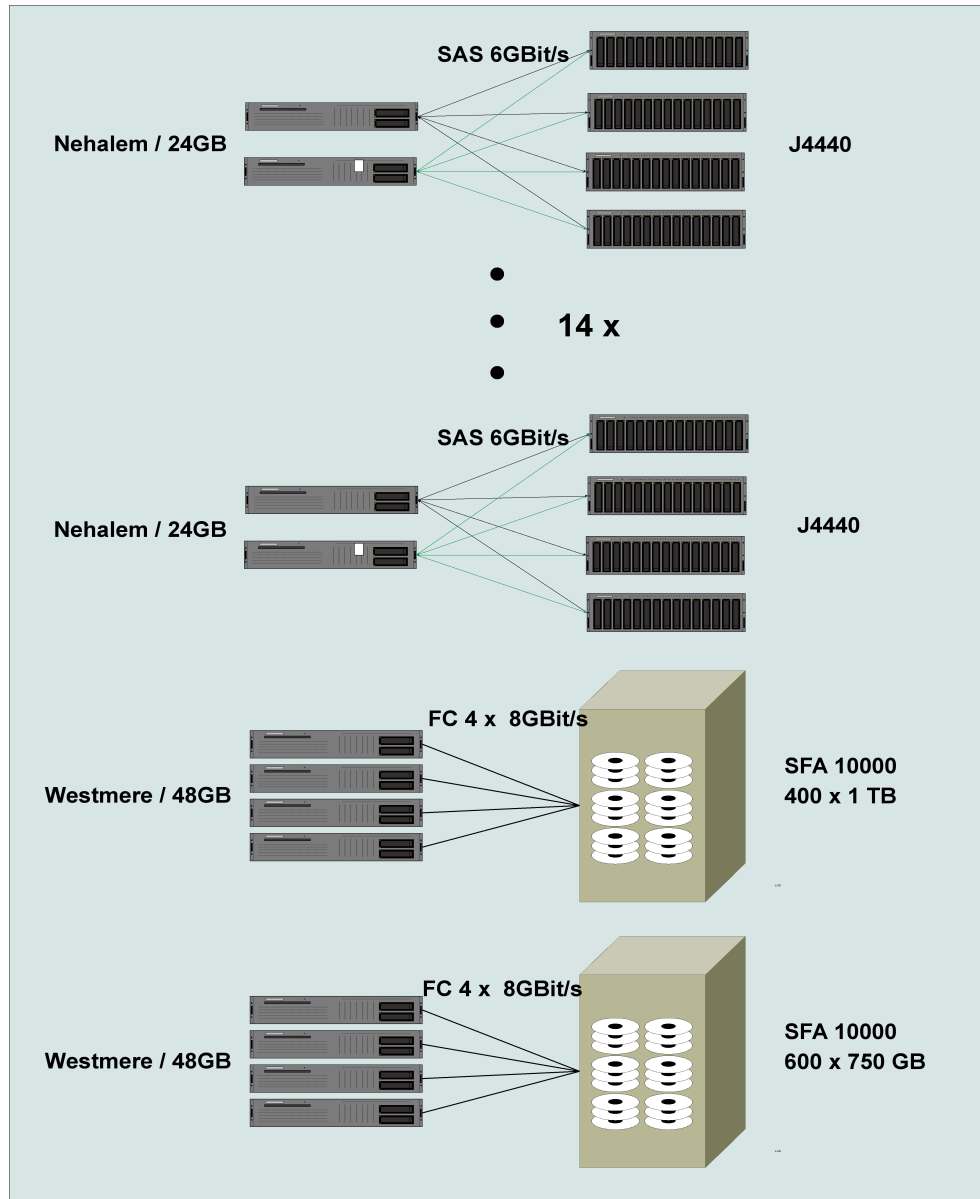 SAS 6GBit/s
Nehalem / 24GB
J4440
14 x
SAS 6GBit/s
Nehalem / 24GB
J4440
FC 4 x 8GBit/s
Westmere / 48GB
SFA 10000
400 x 1 TB
FC 4 x 8GBit/s
Westmere / 48GB
SFA 10000
600 x 750 GB